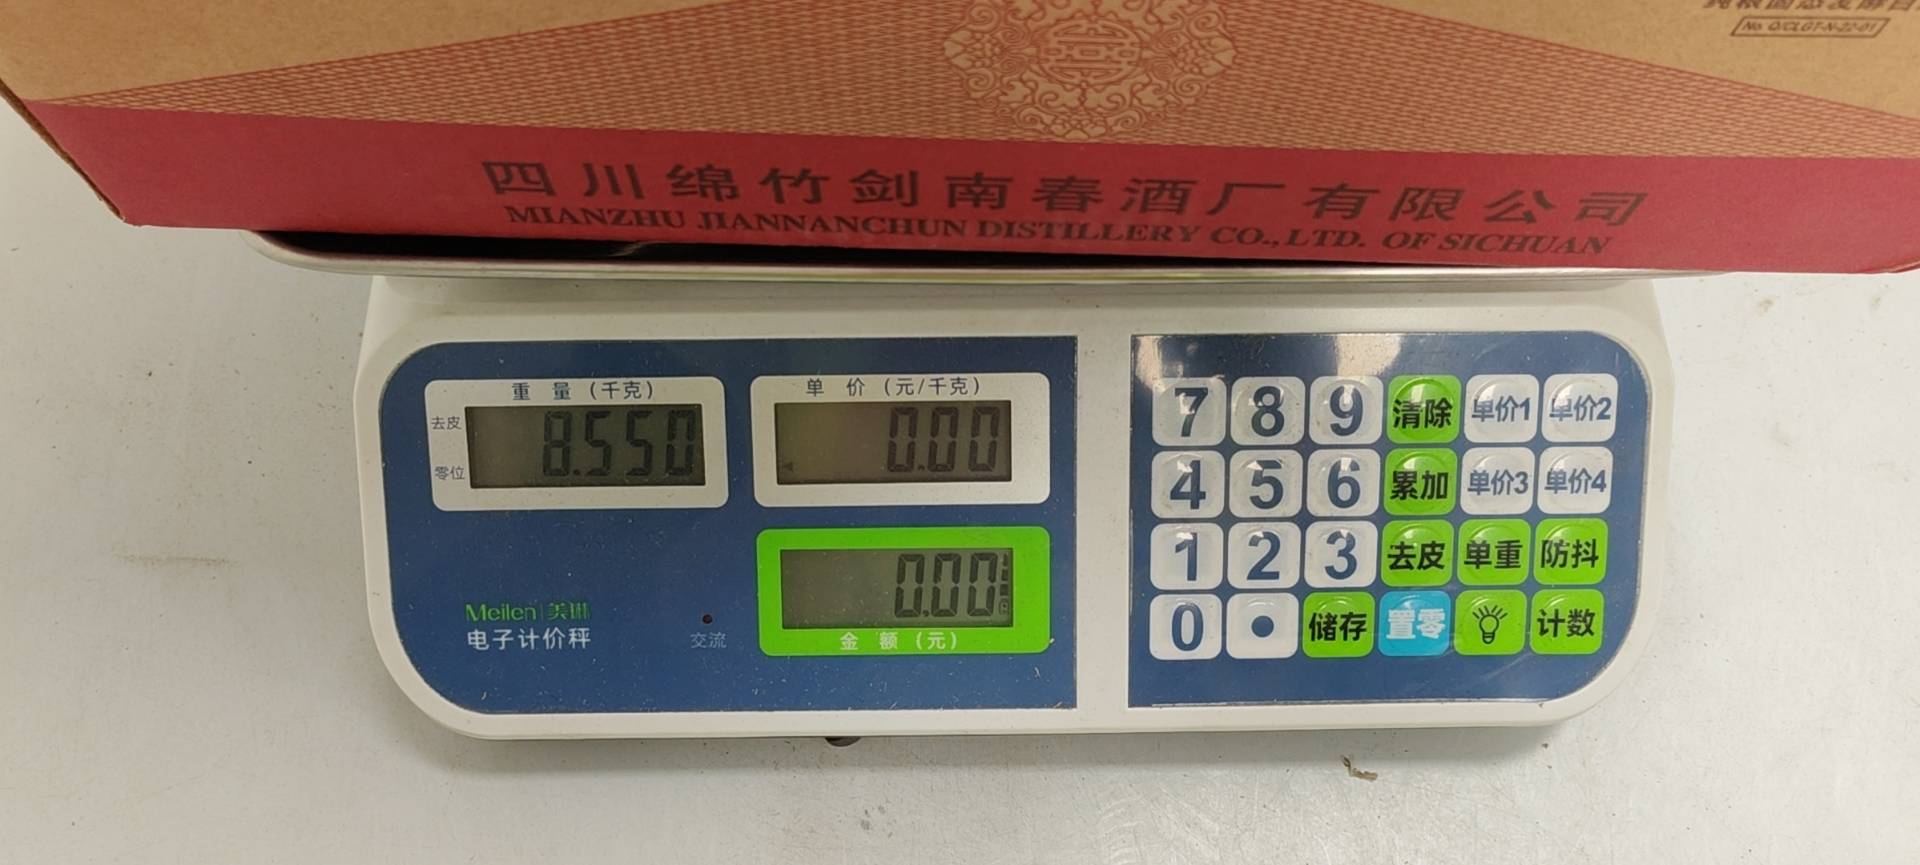 No. Q/CLGT-N-22-01
四川绵竹剑南春酒厂有限公司
MIANZHU JIANNANCHUN DISTILLERY CO.,LTD. OF SICHUAN
重 量 (千克)
去皮
零位
8.550
单 价 (元/千克)
0.00
0.00
金 额 (元)
Meilen|美琳
电子计价秤
交流
7 8 9 清除 单价1 单价2
4 5 6 累加 单价3 单价4
1 2 3 去皮 单重 防抖
0 • 储存 置零 计数